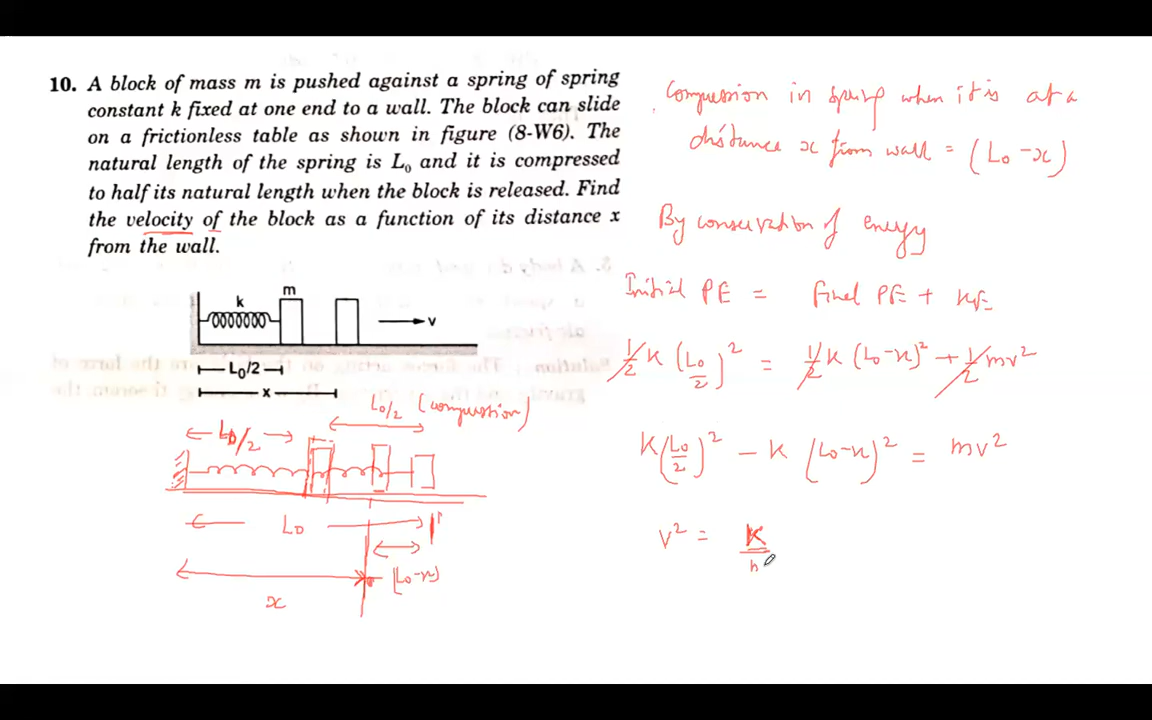 10. A block of mass m is pushed against a spring of spring
constant k fixed at one end to a wall. The block can slide
on a frictionless table as shown in figure (8-W6). The
natural length of the spring is L₀ and it is compressed
to half its natural length when the block is released. Find
the velocity of the block as a function of its distance x
from the wall.
m
k
v
L₀/2
x
L₀/2 (compression)
L₀/2
L₀
(L₀-x)
x
Compression in spring when it is at a
distance x from wall = (L₀-x)
By conservation of energy
Initial PE = Final PE + KE
1/2 K (L₀/2)² = 1/2 K (L₀-x)² + 1/2 mv²
K (L₀/2)² - K (L₀-x)² = mv²
v² = K